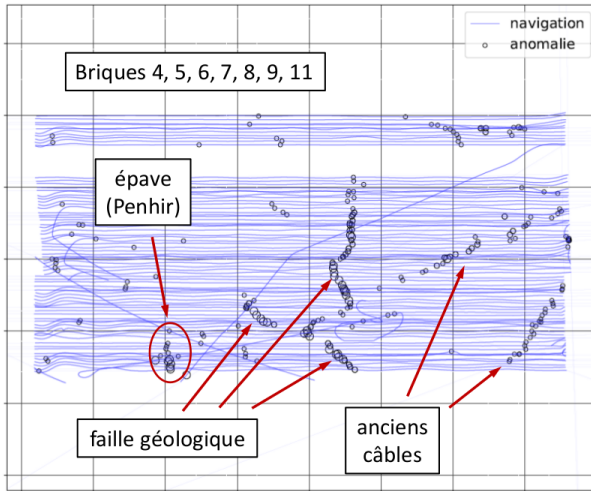 navigation
anomalie
Briques 4, 5, 6, 7, 8, 9, 11
épave
(Penhir)
faille géologique
anciens
câbles